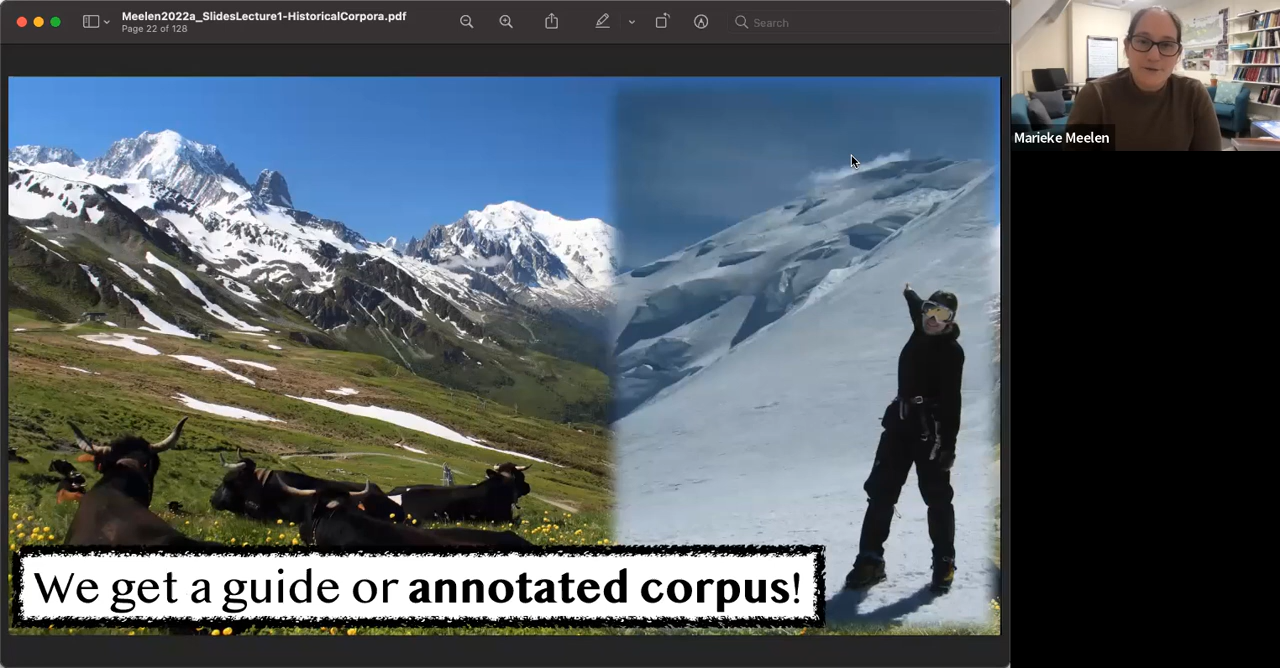 Meelen2022a_SlidesLecture1-HistoricalCorpora.pdf
Page 22 of 128
Search
Marieke Meelen
We get a guide or annotated corpus!